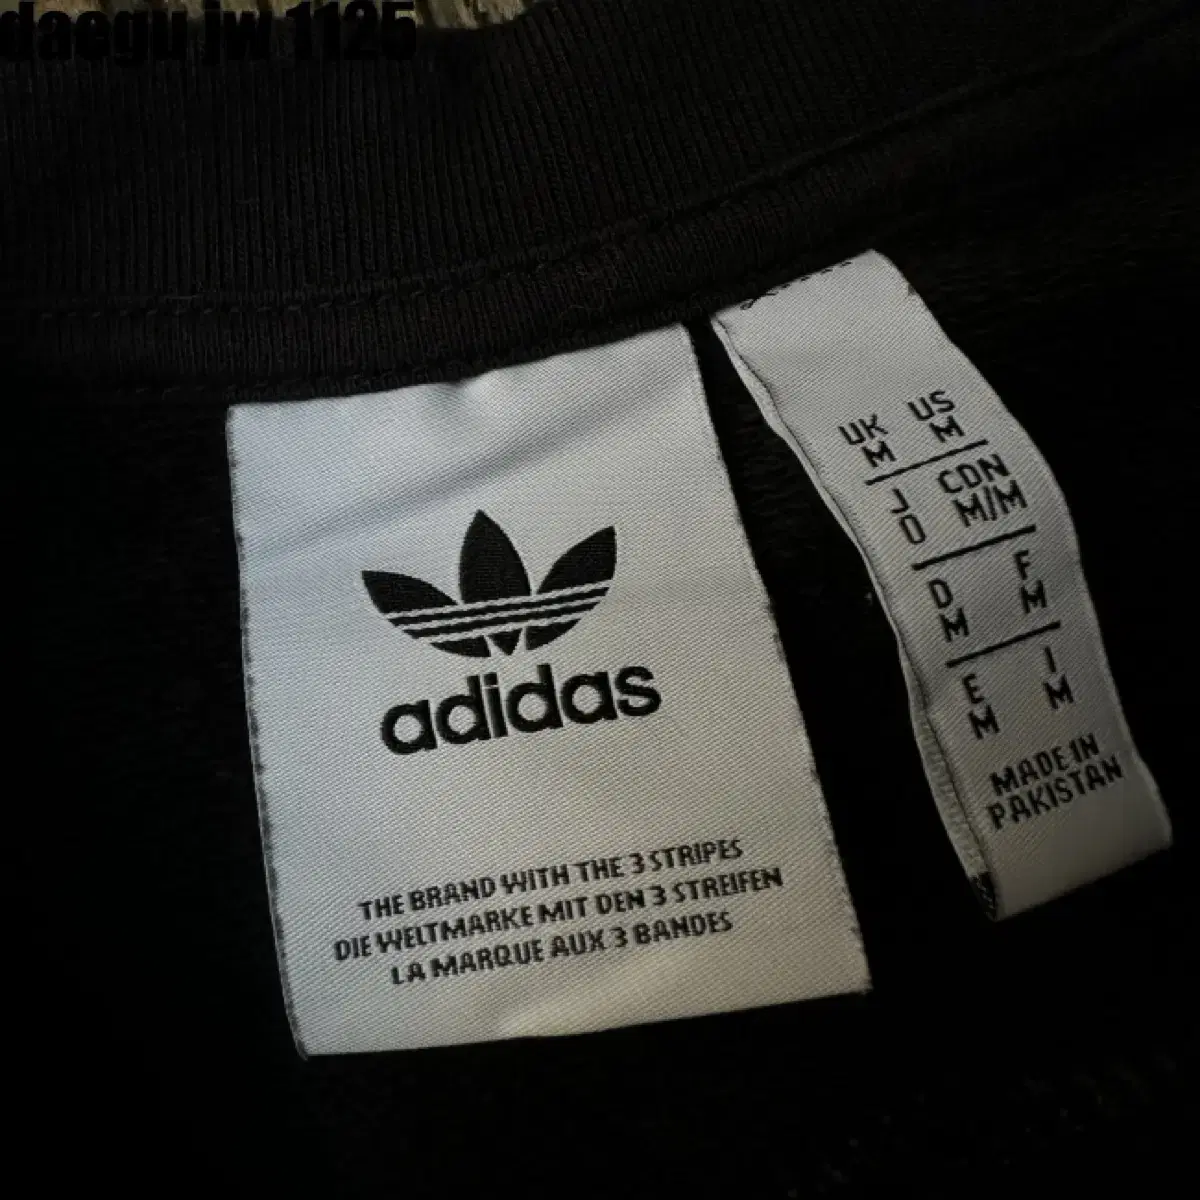 daegu jw 1125
adidas
THE BRAND WITH THE 3 STRIPES
DIE WELTMARKE MIT DEN 3 STREIFEN
LA MARQUE AUX 3 BANDES
UK US
M M
J CDN
O M/M
D F
M M
E I
M M
MADE IN
PAKISTAN